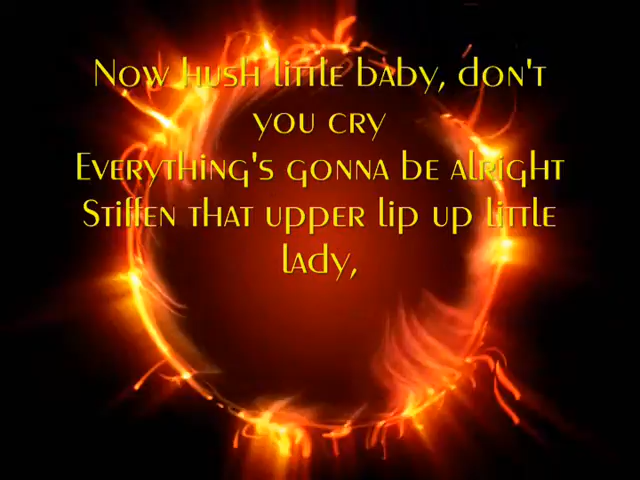 Now hush little baby, don't
you cry
Everything's gonna be alright
Stiffen that upper lip up little
lady,